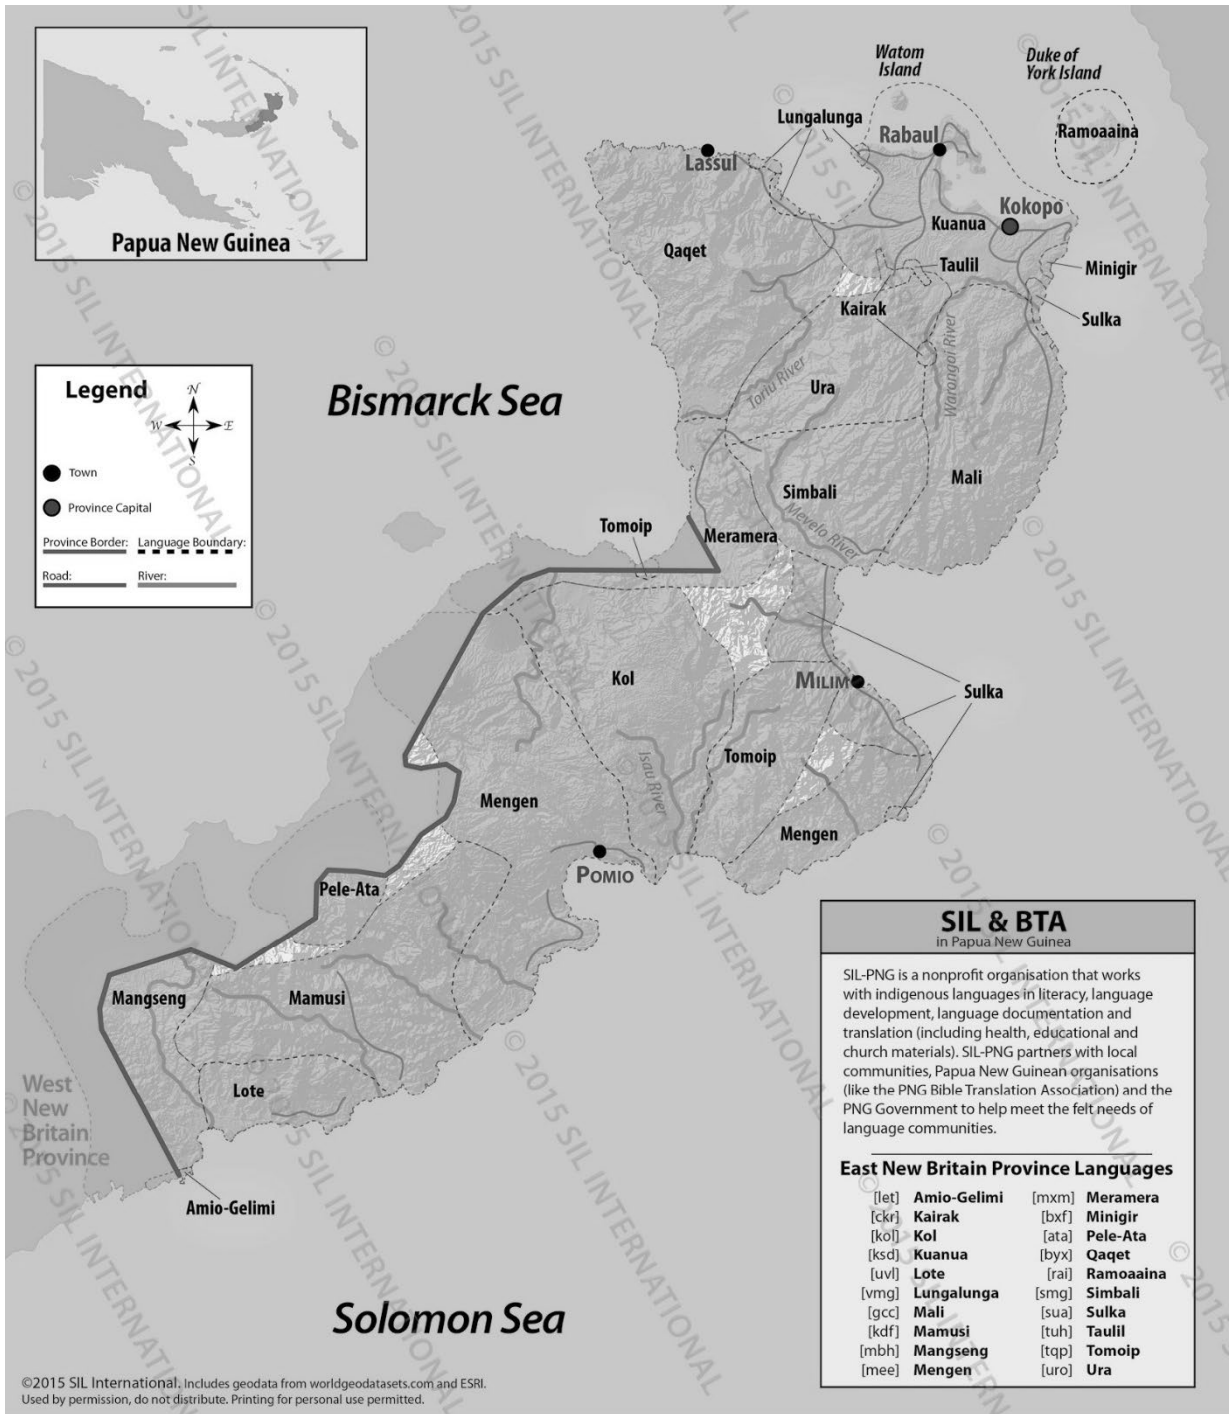 Papua New Guinea
Watom
Island
Duke of
York Island
Lungalunga
Rabaul
Ramoaaina
Lassul
Kokopo
Kuanua
Qaqet
Taulil
Minigir
Kairak
Sulka
Toriu River
Ura
Warongoi River
Legend
N
W
E
S
Town
Province Capital
Province Border:
Language Boundary:
Road:
River:
Bismarck Sea
Simbali
Mali
Mevelo River
Tomoip
Meramera
Kol
MILIM
Sulka
Isau River
Tomoip
Mengen
Mengen
POMIO
Pele-Ata
Mangseng
Mamusi
Lote
West
New
Britain
Province
Amio-Gelimi
Solomon Sea
SIL & BTA
in Papua New Guinea
SIL-PNG is a nonprofit organisation that works
with indigenous languages in literacy, language
development, language documentation and
translation (including health, educational and
church materials). SIL-PNG partners with local
communities, Papua New Guinean organisations
(like the PNG Bible Translation Association) and the
PNG Government to help meet the felt needs of
language communities.
East New Britain Province Languages
[let] Amio-Gelimi [mxm] Meramera
[ckr] Kairak [bxf] Minigir
[kol] Kol [ata] Pele-Ata
[ksd] Kuanua [byx] Qaqet
[uvl] Lote [rai] Ramoaaina
[vmg] Lungalunga [smg] Simbali
[gcc] Mali [sua] Sulka
[kdf] Mamusi [tuh] Taulil
[mbh] Mangseng [tqp] Tomoip
[mee] Mengen [uro] Ura
©2015 SIL International. Includes geodata from worldgeodatasets.com and ESRI.
Used by permission, do not distribute. Printing for personal use permitted.
© 2015 SIL INTERNATIONAL